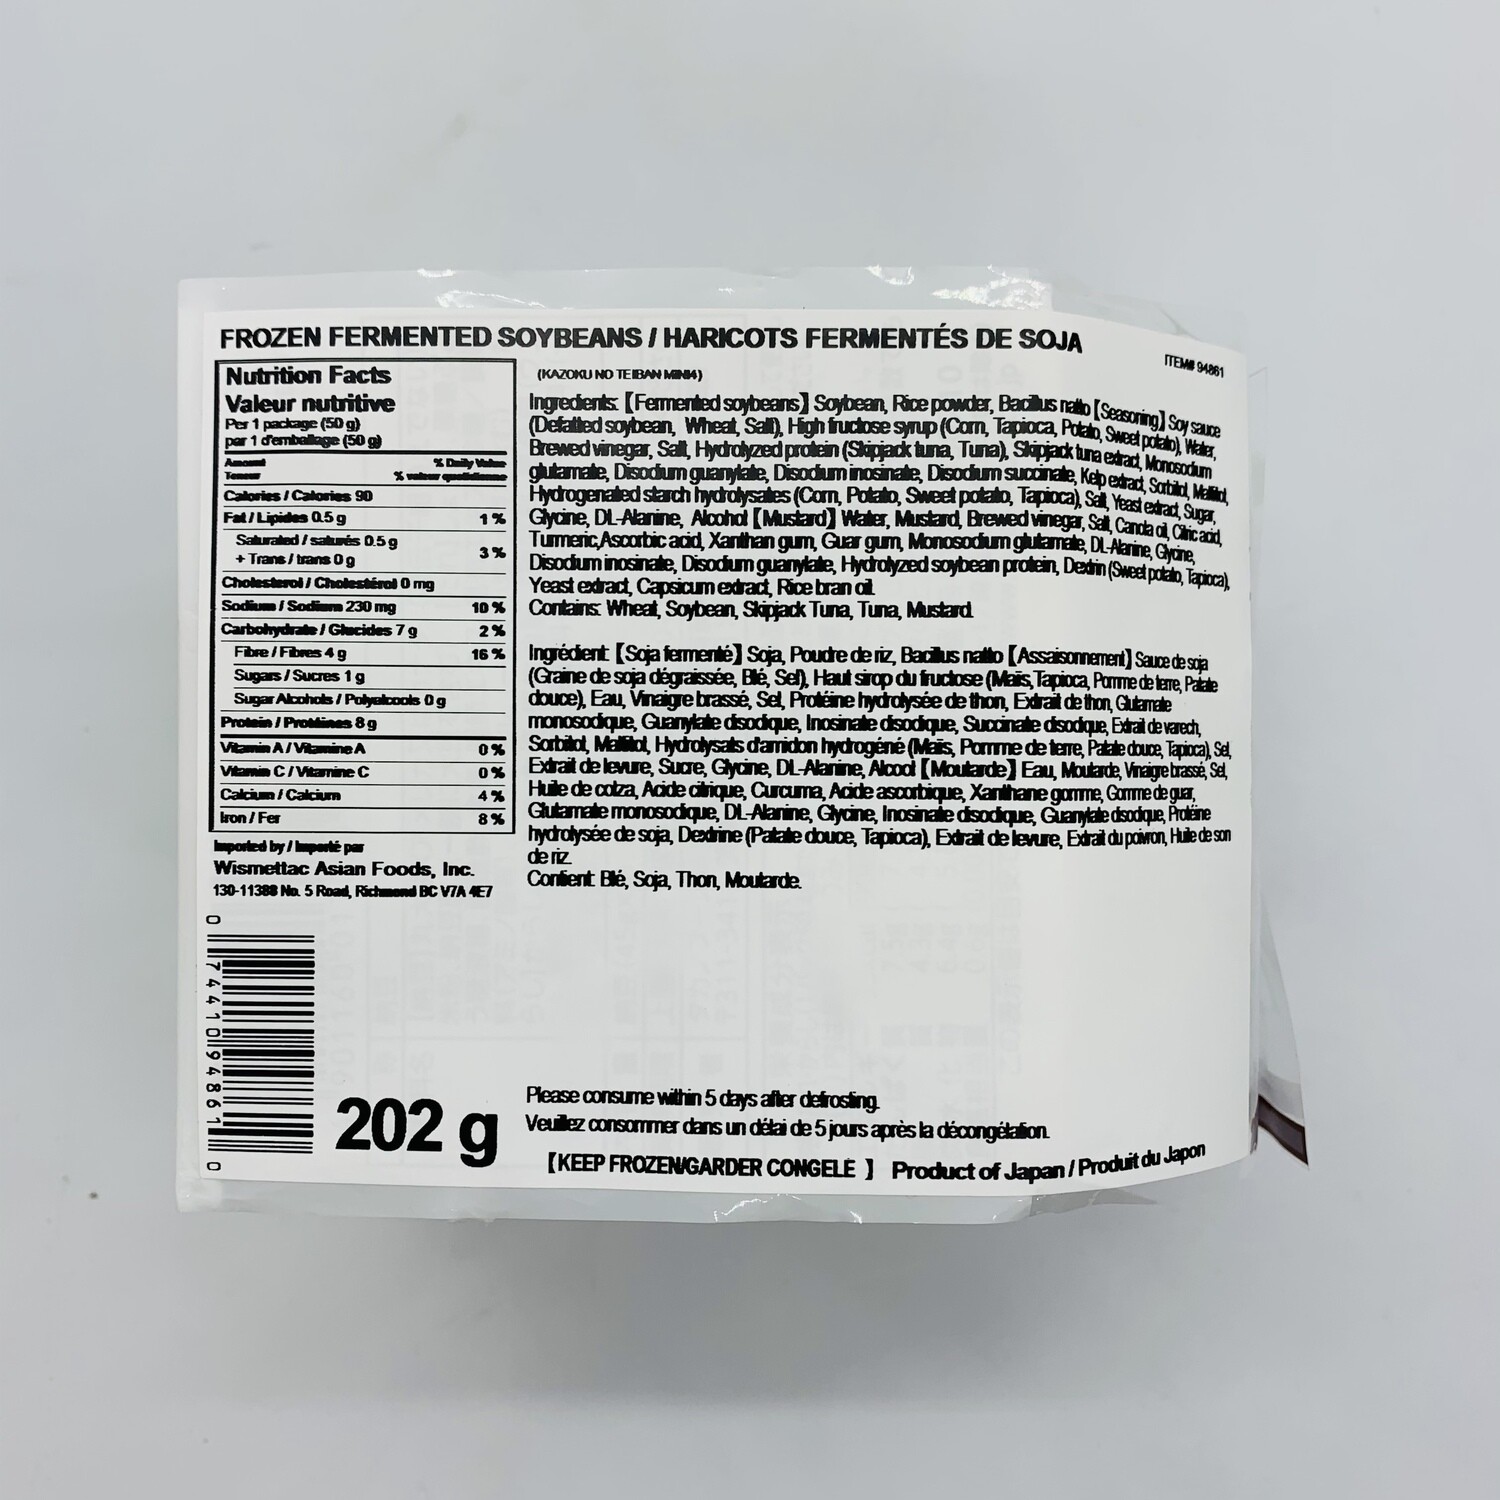 FROZEN FERMENTED SOYBEANS / HARICOTS FERMENTÉS DE SOJA
ITEM# 94861
Nutrition Facts
Valeur nutritive
Per 1 package (50 g)
par 1 d'emballage (50 g)
Amount % Daily Value
Teneur % valeur quotidienne
Calories / Calories 90
Fat / Lipides 0.5 g 1 %
Saturated / saturés 0.5 g
+ Trans / trans 0 g 3 %
Cholesterol / Cholestérol 0 mg
Sodium / Sodium 230 mg 10 %
Carbohydrate / Glucides 7 g 2 %
Fibre / Fibres 4 g 16 %
Sugars / Sucres 1 g
Sugar Alcohols / Polyalcools 0 g
Protein / Protéines 8 g
Vitamin A / Vitamine A 0 %
Vitamin C / Vitamine C 0 %
Calcium / Calcium 4 %
Iron / Fer 8 %
Imported by / Importé par
Wismettac Asian Foods, Inc.
130-11388 No. 5 Road, Richmond BC V7A 4E7
(KAZOKU NO TEIBAN MINI4)
Ingredients:【Fermented soybeans】Soybean, Rice powder, Bacillus natto【Seasoning】Soy sauce
(Defatted soybean, Wheat, Salt), High fructose syrup (Corn, Tapioca, Potato, Sweet potato), Water,
Brewed vinegar, Salt, Hydrolyzed protein (Skipjack tuna, Tuna), Skipjack tuna extract, Monosodium
glutamate, Disodium guanylate, Disodium inosinate, Disodium succinate, Kelp extract, Sorbitol, Maltitol,
Hydrogenated starch hydrolysates (Corn, Potato, Sweet potato, Tapioca), Salt, Yeast extract, Sugar,
Glycine, DL-Alanine, Alcohol【Mustard】Water, Mustard, Brewed vinegar, Salt, Canola oil, Citric acid,
Turmeric,Ascorbic acid, Xanthan gum, Guar gum, Monosodium glutamate, DL-Alanine, Glycine,
Disodium inosinate, Disodium guanylate, Hydrolyzed soybean protein, Dextrin (Sweet potato, Tapioca),
Yeast extract, Capsicum extract, Rice bran oil.
Contains: Wheat, Soybean, Skipjack Tuna, Tuna, Mustard.
Ingrédient:【Soja fermenté】Soja, Poudre de riz, Bacillus natto【Assaisonnement】Sauce de soja
(Graine de soja dégraissée, Blé, Sel), Haut sirop du fructose (Maïs,Tapioca, Pomme de terre, Patate
douce), Eau, Vinaigre brassé, Sel, Protéine hydrolysée de thon, Extrait de thon, Glutamate
monosodique, Guanylate disodique, Inosinate disodique, Succinate disodique, Extrait de varech,
Sorbitol, Maltitol, Hydrolysats d'amidon hydrogéné (Maïs, Pomme de terre, Patate douce, Tapioca), Sel,
Extrait de levure, Sucre, Glycine, DL-Alanine, Alcool【Moutarde】Eau, Moutarde, Vinaigre brassé, Sel,
Huile de colza, Acide citrique, Curcuma, Acide ascorbique, Xanthane gomme, Gomme de guar,
Glutamate monosodique, DL-Alanine, Glycine, Inosinate disodique, Guanylate disodique, Protéine
hydrolysée de soja, Dextrine (Patate douce, Tapioca), Extrait de levure, Extrait du poivron, Huile de son
de riz.
Contient: Blé, Soja, Thon, Moutarde.
0 74410 94861 0
202 g
Please consume within 5 days after defrosting.
Veuillez consommer dans un délai de 5 jours après la décongélation.
【KEEP FROZEN/GARDER CONGELÉ】 Product of Japan / Produit du Japon